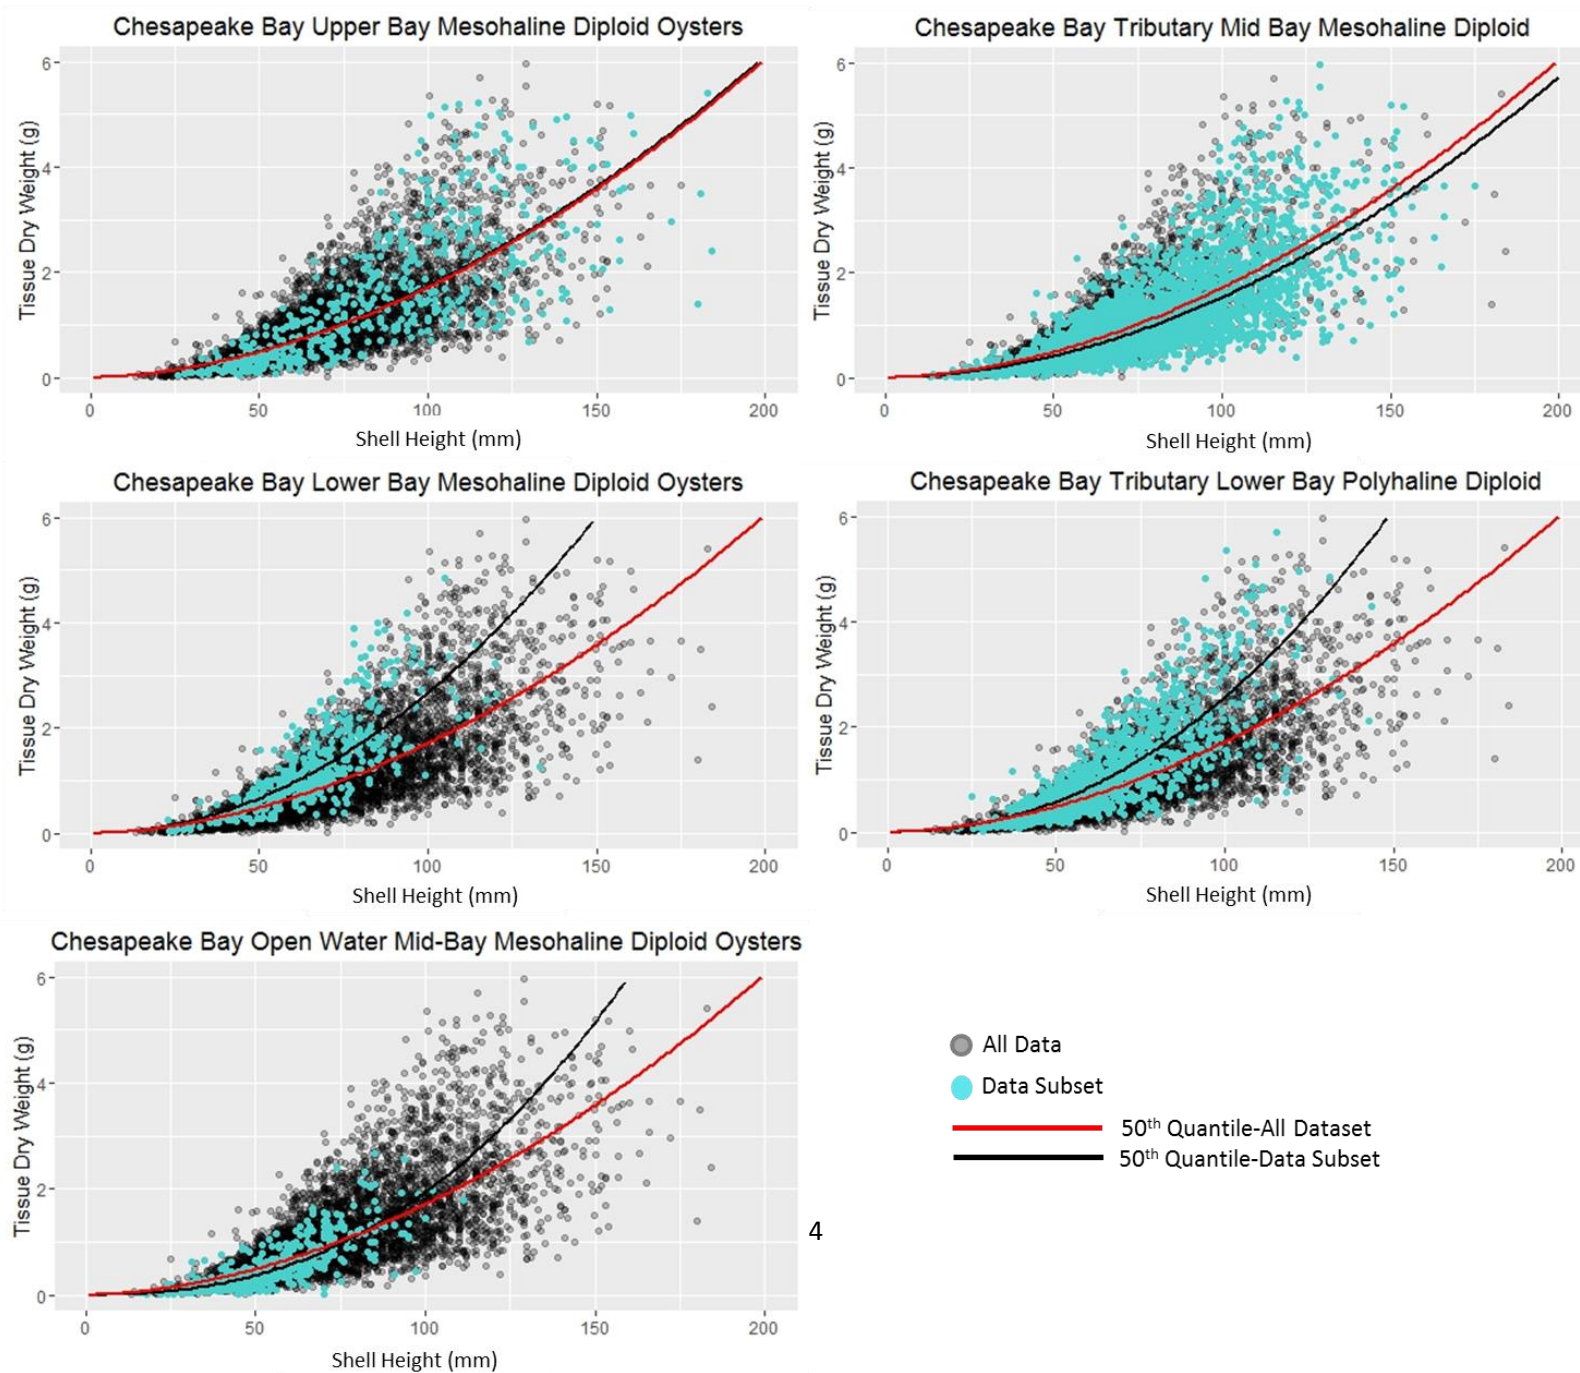 Chesapeake Bay Upper Bay Mesohaline Diploid Oysters
Tissue Dry Weight (g)
6
4
2
0
0 50 100 150 200
Shell Height (mm)
Chesapeake Bay Tributary Mid Bay Mesohaline Diploid
Tissue Dry Weight (g)
6
4
2
0
0 50 100 150 200
Shell Height (mm)
Chesapeake Bay Lower Bay Mesohaline Diploid Oysters
Tissue Dry Weight (g)
6
4
2
0
0 50 100 150 200
Shell Height (mm)
Chesapeake Bay Tributary Lower Bay Polyhaline Diploid
Tissue Dry Weight (g)
6
4
2
0
0 50 100 150 200
Shell Height (mm)
Chesapeake Bay Open Water Mid-Bay Mesohaline Diploid Oysters
Tissue Dry Weight (g)
6
4
2
0
0 50 100 150 200
Shell Height (mm)
All Data
Data Subset
50th Quantile-All Dataset
50th Quantile-Data Subset
4